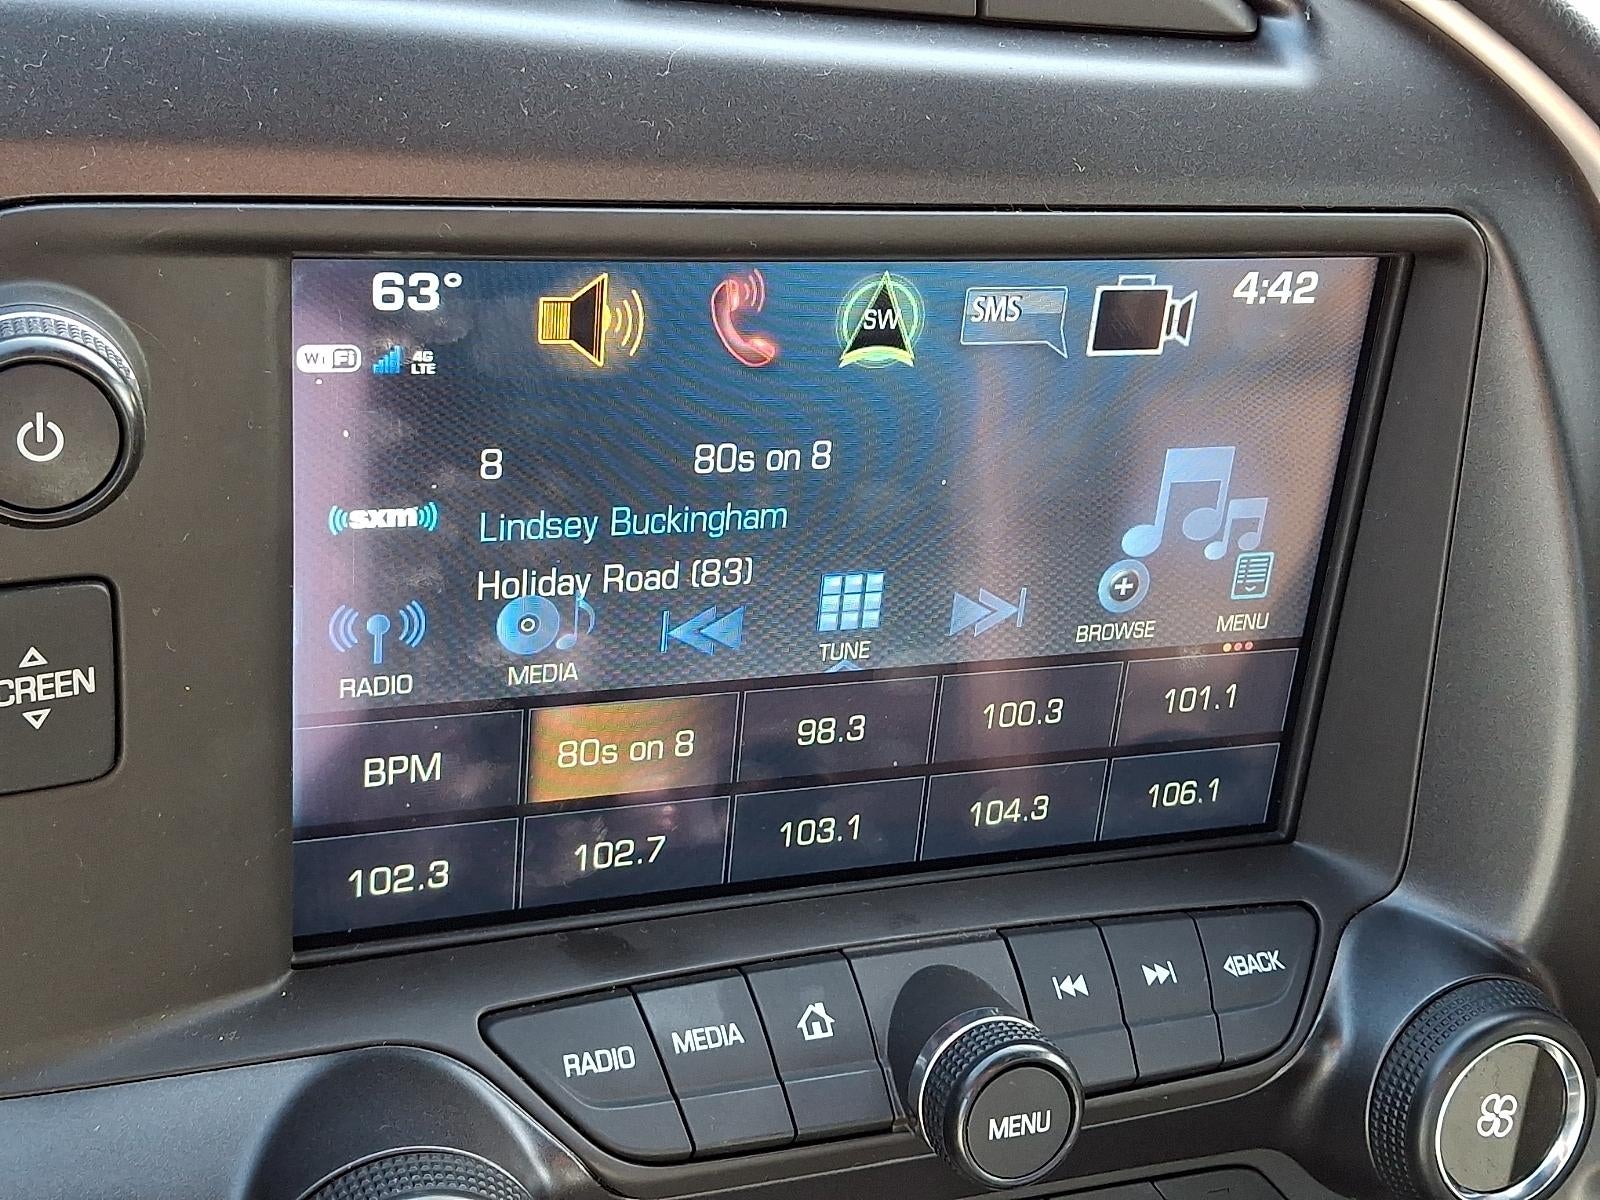 63°
SW
SMS
4:42
Wi Fi
4G
LTE
8
80s on 8
((sxm))
Lindsey Buckingham
Holiday Road (83)
RADIO
MEDIA
TUNE
BROWSE
MENU
BPM
80s on 8
98.3
100.3
101.1
102.3
102.7
103.1
104.3
106.1
CREEN
RADIO
MEDIA
MENU
BACK